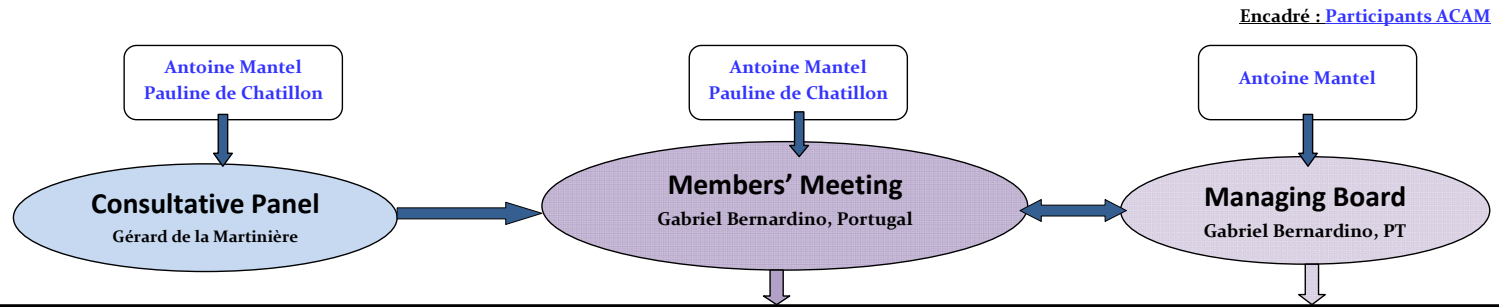 Encadré : Participants ACAM
Antoine Mantel
Pauline de Chatillon
Antoine Mantel
Pauline de Chatillon
Antoine Mantel
Consultative Panel
Gérard de la Martinière
Members’ Meeting
Gabriel Bernardino, Portugal
Managing Board
Gabriel Bernardino, PT